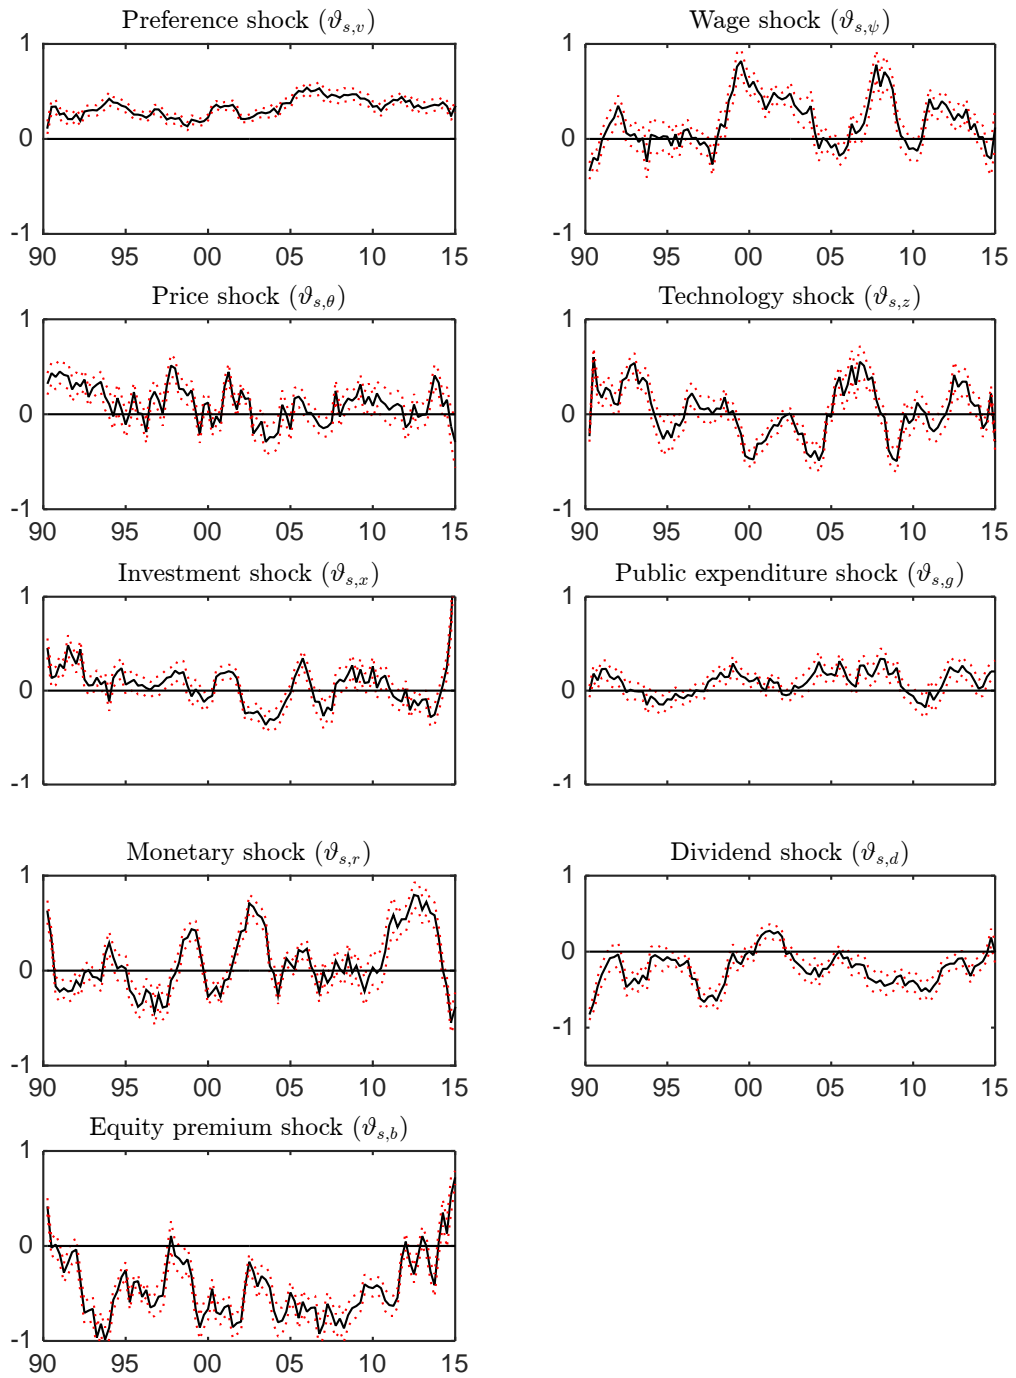 Preference shock (ϑs,v)
1
0
-1
90 95 00 05 10 15
Wage shock (ϑs,ψ)
1
0
-1
90 95 00 05 10 15
Price shock (ϑs,θ)
1
0
-1
90 95 00 05 10 15
Technology shock (ϑs,z)
1
0
-1
90 95 00 05 10 15
Investment shock (ϑs,x)
1
0
-1
90 95 00 05 10 15
Public expenditure shock (ϑs,g)
1
0
-1
90 95 00 05 10 15
Monetary shock (ϑs,r)
1
0
-1
90 95 00 05 10 15
Dividend shock (ϑs,d)
1
0
-1
90 95 00 05 10 15
Equity premium shock (ϑs,b)
1
0
-1
90 95 00 05 10 15